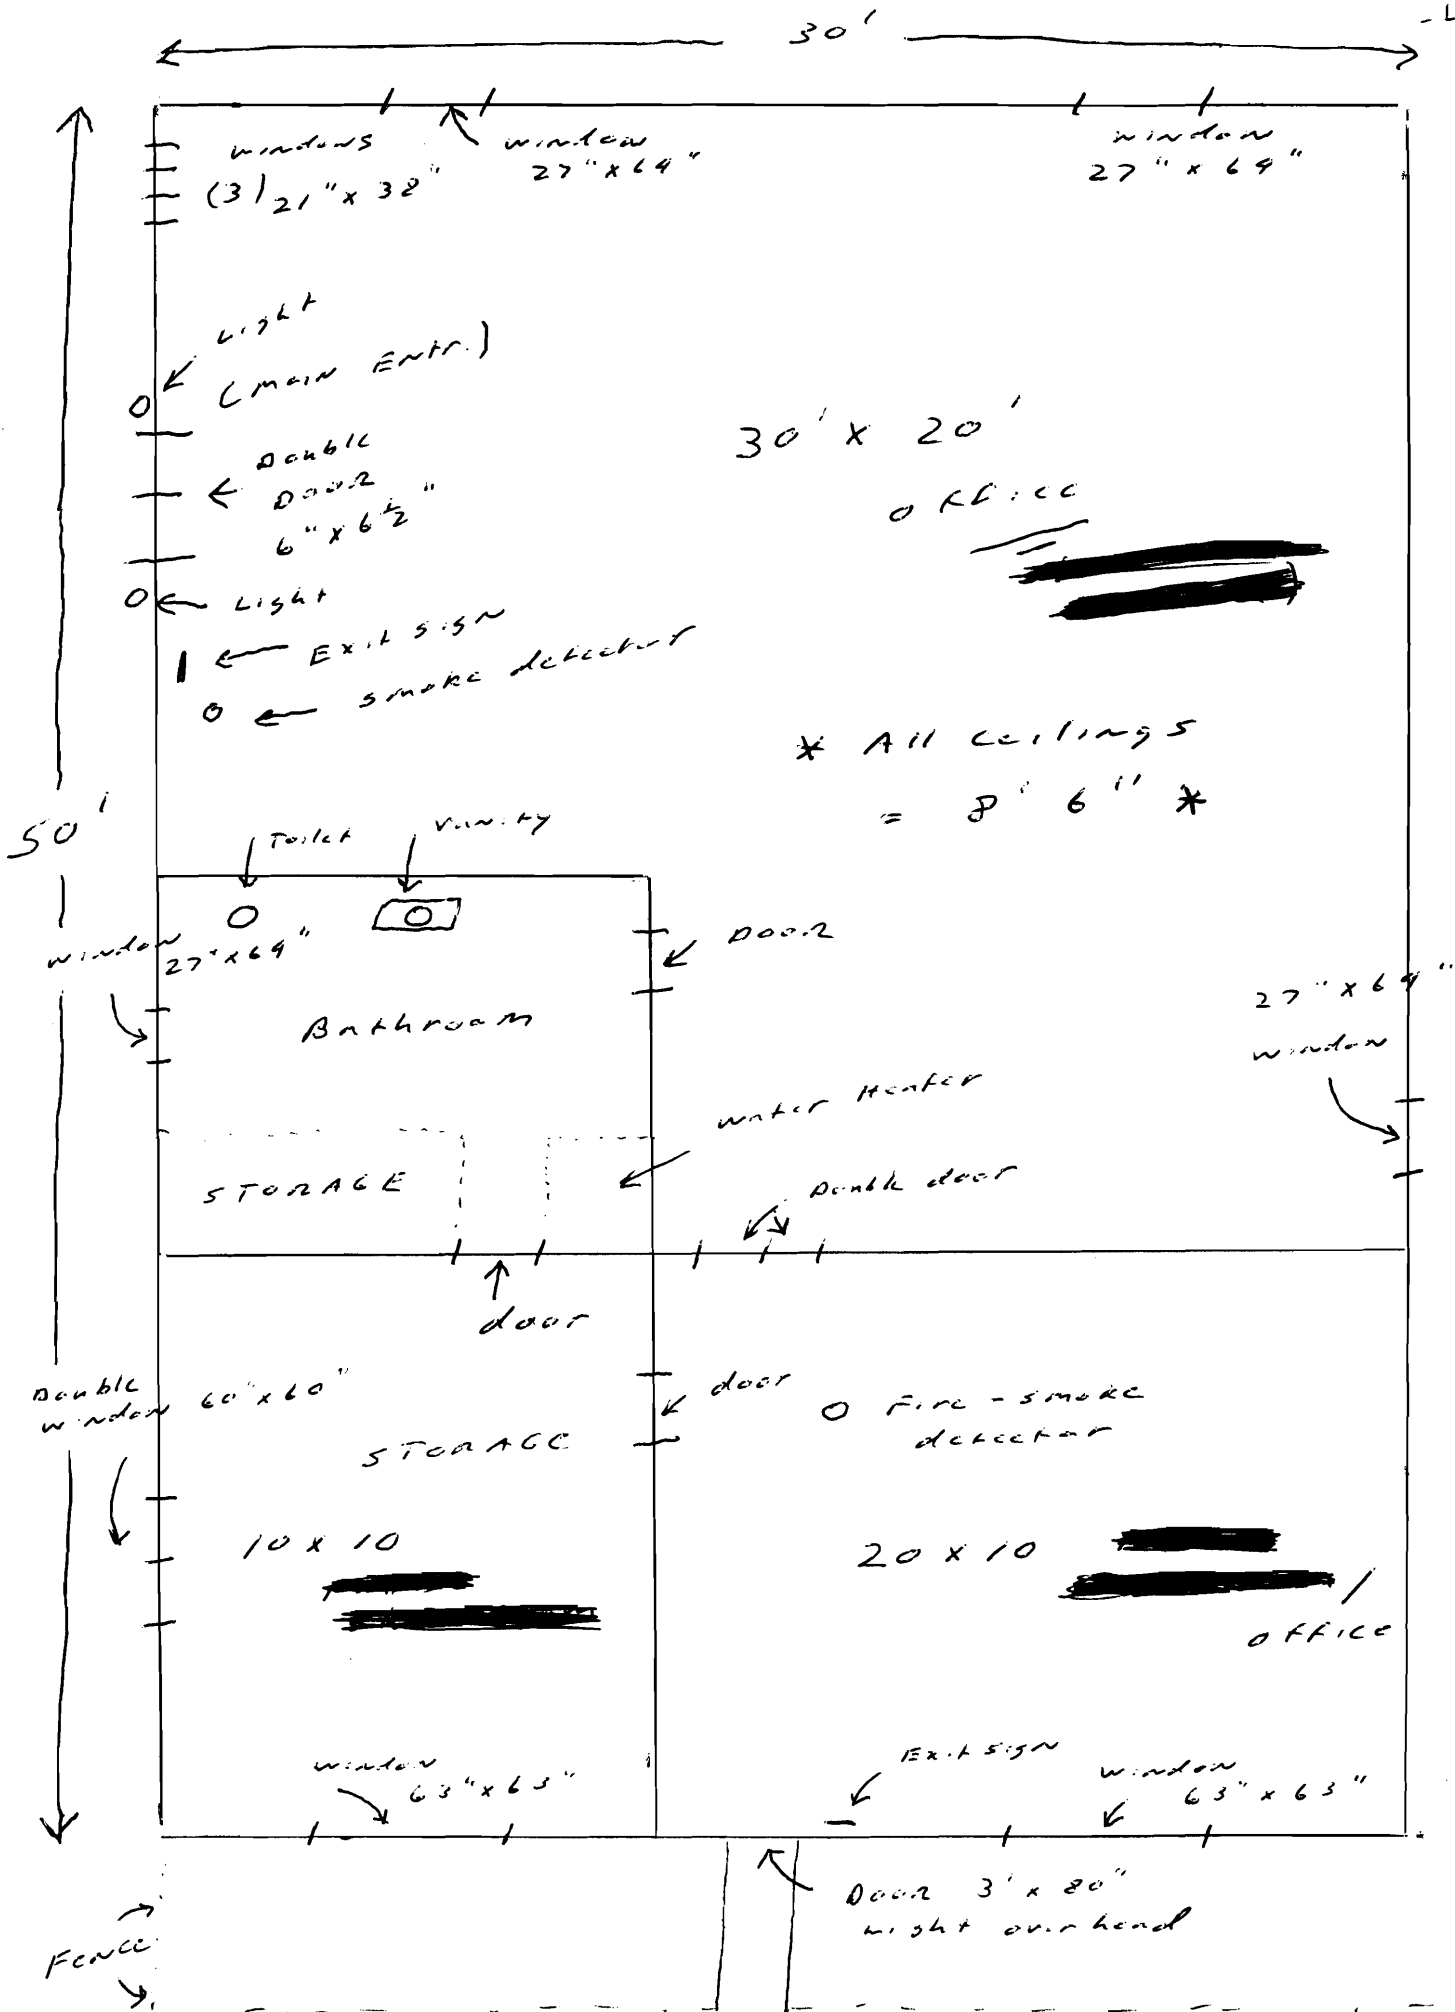 30'
windows
(3) 21" x 38"
window
27" x 64"
window
27" x 64"
Light
(Main Entr.)
Double
Door
6" x 6½"
Light
Exit sign
smoke detector
30' x 20'
office
* All ceilings
= 8' 6" *
50'
Toilet
Vanity
window
27" x 64"
Door
Bathroom
27" x 64"
window
water Heater
STORAGE
Double door
door
Double
window 60" x 60"
door
O Fire - smoke
detector
STORAGE
10 x 10
20 x 10
office
window
63" x 63"
Exit sign
window
63" x 63"
Door 3' x 80"
overhead
Fence